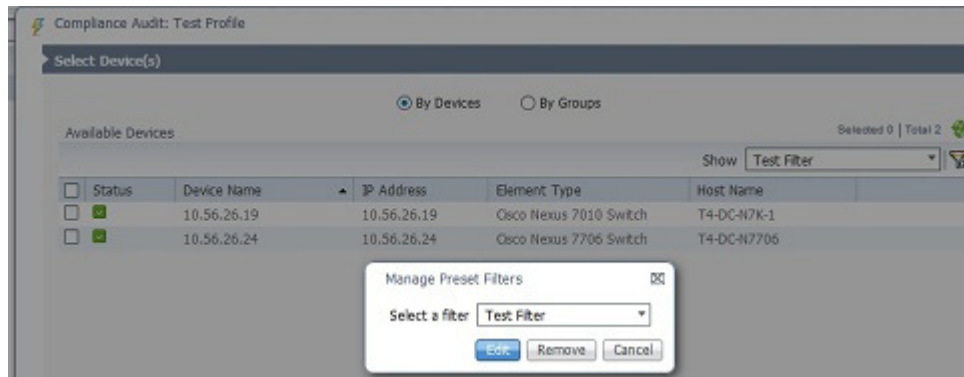 Compliance Audit: Test Profile
Select Device(s)
By Devices By Groups
Available Devices Selected 0 | Total 2
Show Test Filter
Status Device Name IP Address Element Type Host Name
10.56.26.19 10.56.26.19 Cisco Nexus 7010 Switch T4-DC-N7K-1
10.56.26.24 10.56.26.24 Cisco Nexus 7706 Switch T4-DC-N7706
Manage Preset Filters
Select a filter Test Filter
Edit Remove Cancel